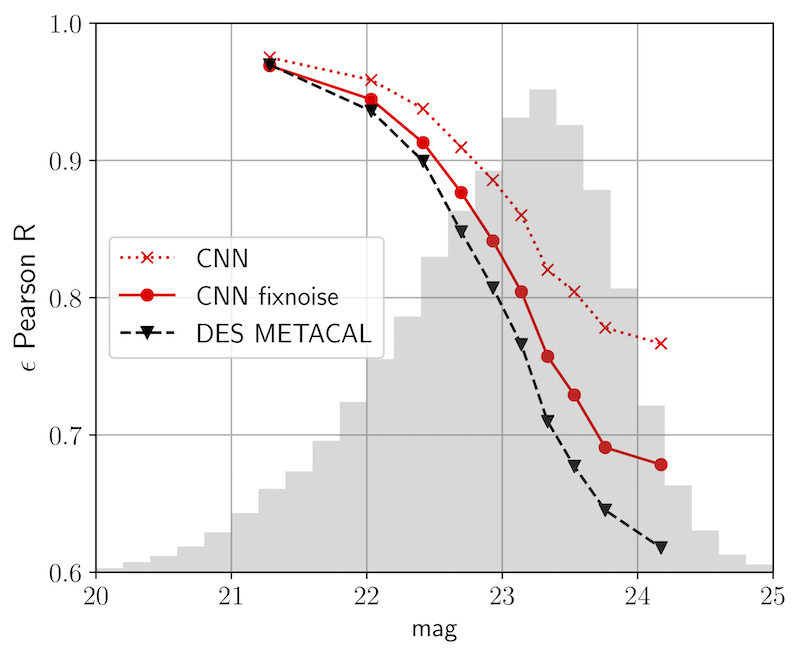 1.0
0.9
0.8
0.7
0.6
ϵ Pearson R
CNN
CNN fixnoise
DES METACAL
20 21 22 23 24 25
mag